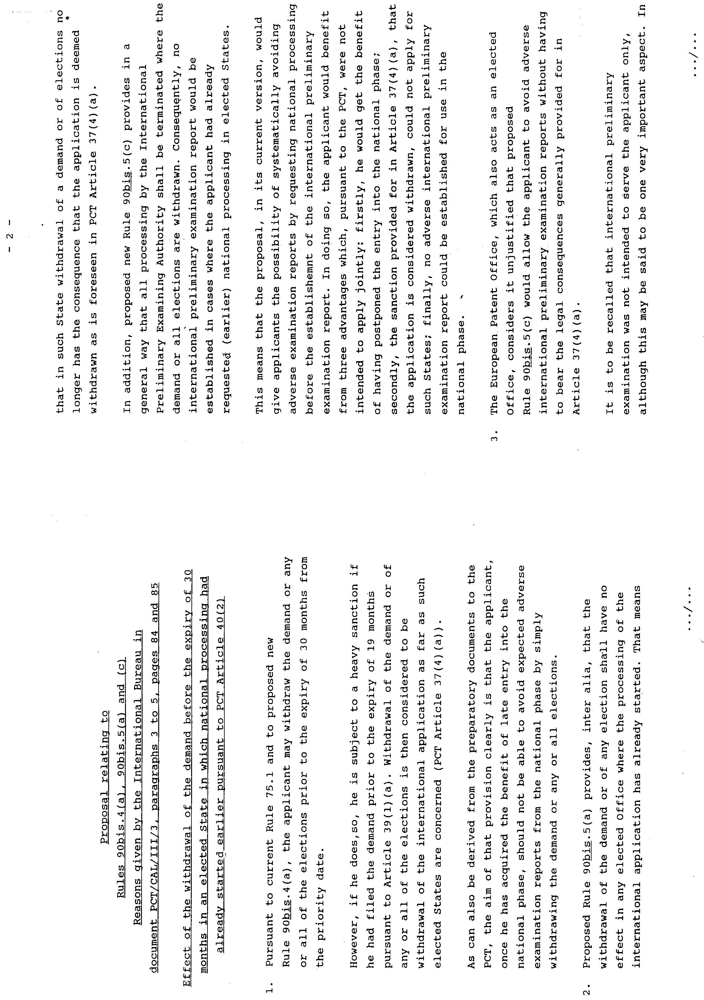 Proposal relating to
Rules 90bis.4(a), 90bis.5(a) and (c)
Reasons given by the International Bureau in
document PCT/CAL/III/3, paragraphs 3 to 5, pages 84 and 85
Effect of the withdrawal of the demand before the expiry of 30
months in an elected State in which national processing had
already started earlier pursuant to PCT Article 40(2)
1. Pursuant to current Rule 75.1 and to proposed new
Rule 90bis.4(a), the applicant may withdraw the demand or any
or all of the elections prior to the expiry of 30 months from
the priority date.
However, if he does,so, he is subject to a heavy sanction if
he had filed the demand prior to the expiry of 19 months
pursuant to Article 39(1)(a). Withdrawal of the demand or of
any or all of the elections is then considered to be
withdrawal of the international application as far as such
elected States are concerned (PCT Article 37(4)(a)).
As can also be derived from the preparatory documents to the
PCT, the aim of that provision clearly is that the applicant,
once he has acquired the benefit of late entry into the
national phase, should not be able to avoid expected adverse
examination reports from the national phase by simply
withdrawing the demand or any or all elections.
2. Proposed Rule 90bis.5(a) provides, inter alia, that the
withdrawal of the demand or of any election shall have no
effect in any elected Office where the processing of the
international application has already started. That means
.../...
- 2 -
that in such State withdrawal of a demand or of elections no
longer has the consequence that the application is deemed
withdrawn as is foreseen in PCT Article 37(4)(a).
In addition, proposed new Rule 90bis.5(c) provides in a
general way that all processing by the International
Preliminary Examining Authority shall be terminated where the
demand or all elections are withdrawn. Consequently, no
international preliminary examination report would be
established in cases where the applicant had already
requested (earlier) national processing in elected States.
This means that the proposal, in its current version, would
give applicants the possibility of systematically avoiding
adverse examination reports by requesting national processing
before the establishemnt of the international preliminary
examination report. In doing so, the applicant would benefit
from three advantages which, pursuant to the PCT, were not
intended to apply jointly: firstly, he would get the benefit
of having postponed the entry into the national phase;
secondly, the sanction provided for in Article 37(4)(a), that
the application is considered withdrawn, could not apply for
such States; finally, no adverse international preliminary
examination report could be established for use in the
national phase.
3. The European Patent Office, which also acts as an elected
Office, considers it unjustified that proposed
Rule 90bis.5(c) would allow the applicant to avoid adverse
international preliminary examination reports without having
to bear the legal consequences generally provided for in
Article 37(4)(a).
It is to be recalled that international preliminary
examination was not intended to serve the applicant only,
although this may be said to be one very important aspect. In
.../...